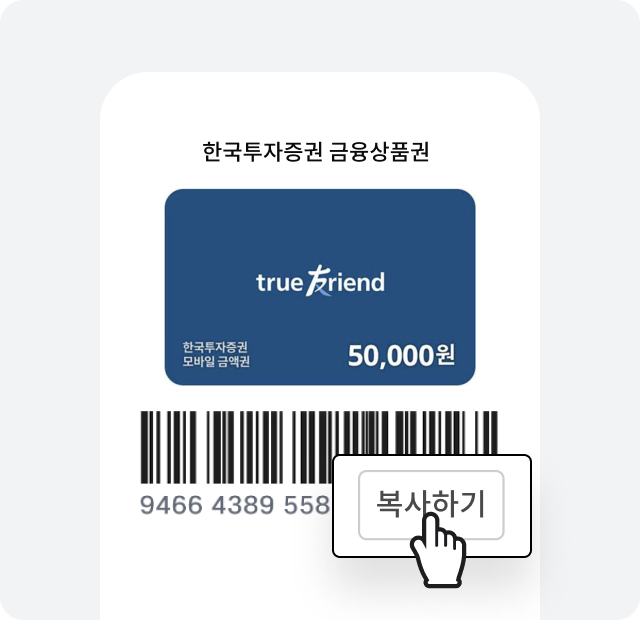 한국투자증권 금융상품권
true友riend
한국투자증권
모바일 금액권
50,000원
9466 4389 558
복사하기